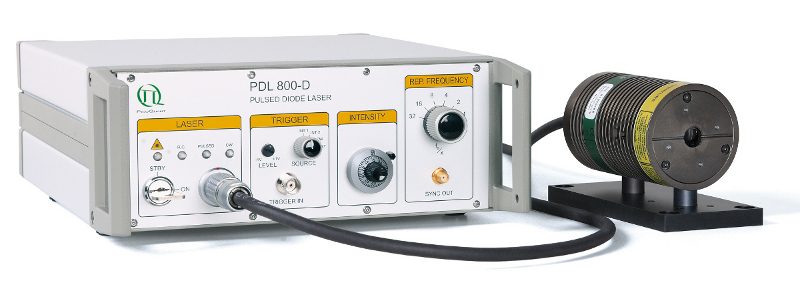 PicoQuant
PDL 800-D
PULSED DIODE LASER
LASER
STBY
ON
PULSED
CW
TRIGGER
LEVEL
SOURCE
TRIGGER IN
INTENSITY
REP. FREQUENCY
32
16
8
4
2
SYNC OUT